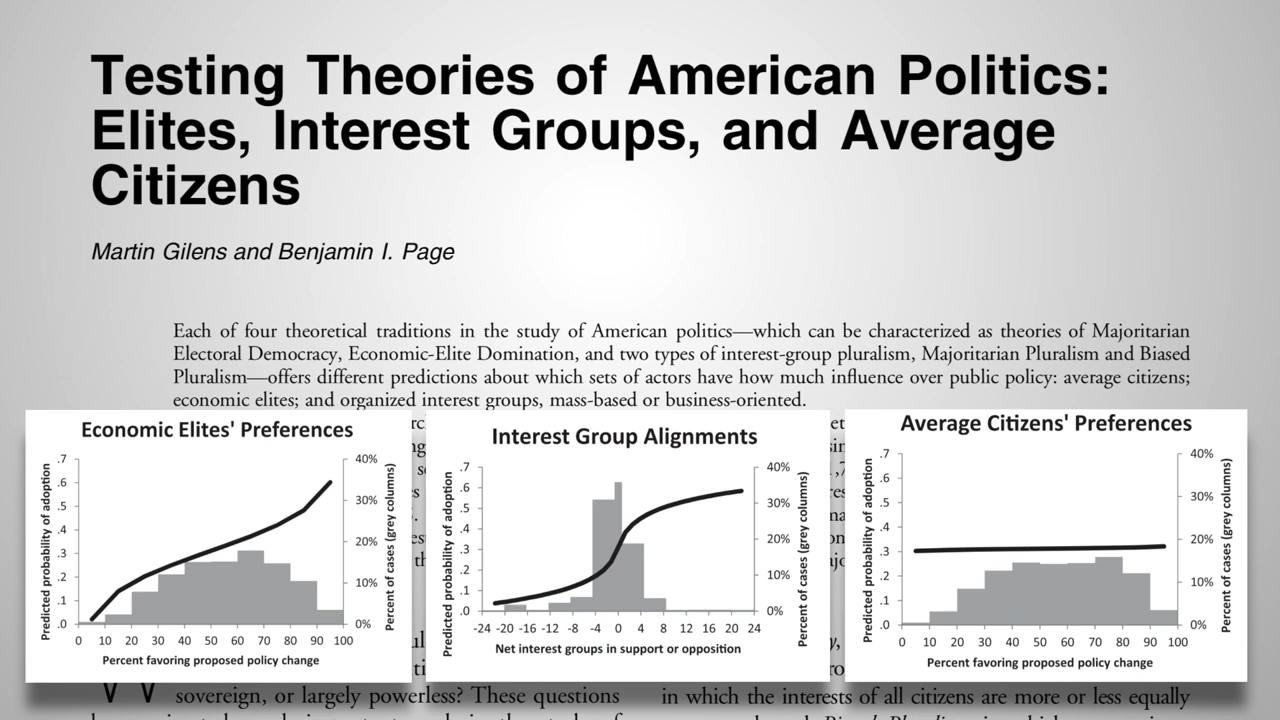 Testing Theories of American Politics:
Elites, Interest Groups, and Average
Citizens
Martin Gilens and Benjamin I. Page
Each of four theoretical traditions in the study of American politics—which can be characterized as theories of Majoritarian
Electoral Democracy, Economic-Elite Domination, and two types of interest-group pluralism, Majoritarian Pluralism and Biased
Pluralism—offers different predictions about which sets of actors have how much influence over public policy: average citizens;
economic elites; and organized interest groups, mass-based or business-oriented.
Economic Elites' Preferences
Predicted probability of adoption
.7
.6
.5
.4
.3
.2
.1
.0
40%
30%
20%
10%
0%
Percent of cases (grey columns)
0 10 20 30 40 50 60 70 80 90 100
Percent favoring proposed policy change
Interest Group Alignments
Predicted probability of adoption
.7
.6
.5
.4
.3
.2
.1
.0
40%
30%
20%
10%
0%
Percent of cases (grey columns)
-24 -20 -16 -12 -8 -4 0 4 8 12 16 20 24
Net interest groups in support or opposition
Average Citizens' Preferences
Predicted probability of adoption
.7
.6
.5
.4
.3
.2
.1
.0
40%
30%
20%
10%
0%
Percent of cases (grey columns)
0 10 20 30 40 50 60 70 80 90 100
Percent favoring proposed policy change
sovereign, or largely powerless? These questions
in which the interests of all citizens are more or less equally